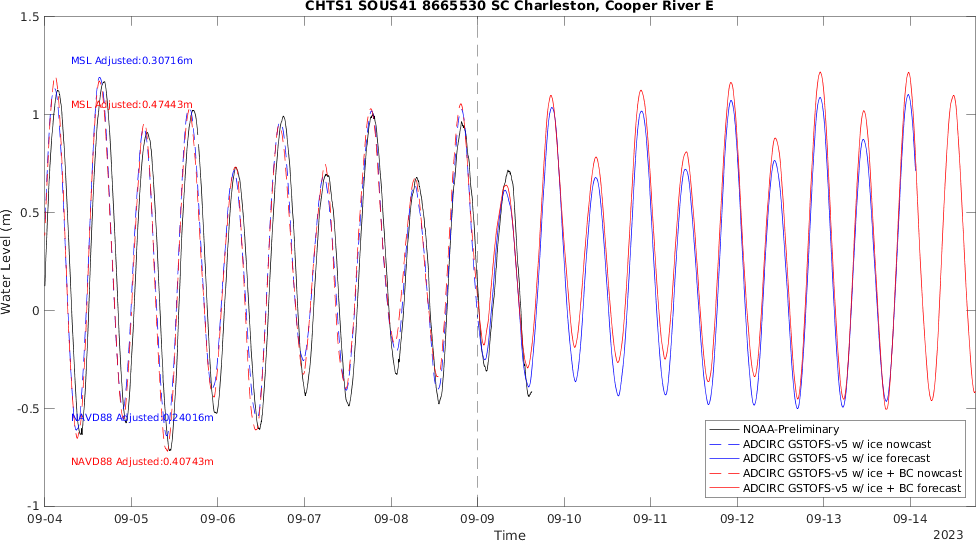 CHTS1 SOUS41 8665530 SC Charleston, Cooper River E
1.5
1
0.5
0
-0.5
-1
Water Level (m)
MSL Adjusted:0.30716m
MSL Adjusted:0.47443m
NAVD88 Adjusted:0.24016m
NAVD88 Adjusted:0.40743m
NOAA-Preliminary
ADCIRC GSTOFS-v5 w/ ice nowcast
ADCIRC GSTOFS-v5 w/ ice forecast
ADCIRC GSTOFS-v5 w/ ice + BC nowcast
ADCIRC GSTOFS-v5 w/ ice + BC forecast
09-04 09-05 09-06 09-07 09-08 09-09 09-10 09-11 09-12 09-13 09-14
Time
2023